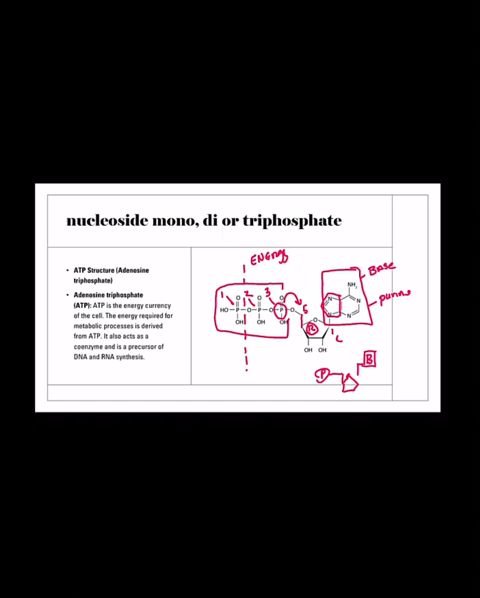 nucleoside mono, di or triphosphate
• ATP Structure (Adenosine
triphosphate)
• Adenosine triphosphate
(ATP): ATP is the energy currency
of the cell. The energy required for
metabolic processes is derived
from ATP. It also acts as a
coenzyme and is a precursor of
DNA and RNA synthesis.
ENERGY
BASE
1 2 3
NH₂
O O O
N N
HO P O P O P O 5
N N
OH OH OH
O
R
1
OH OH
P
B